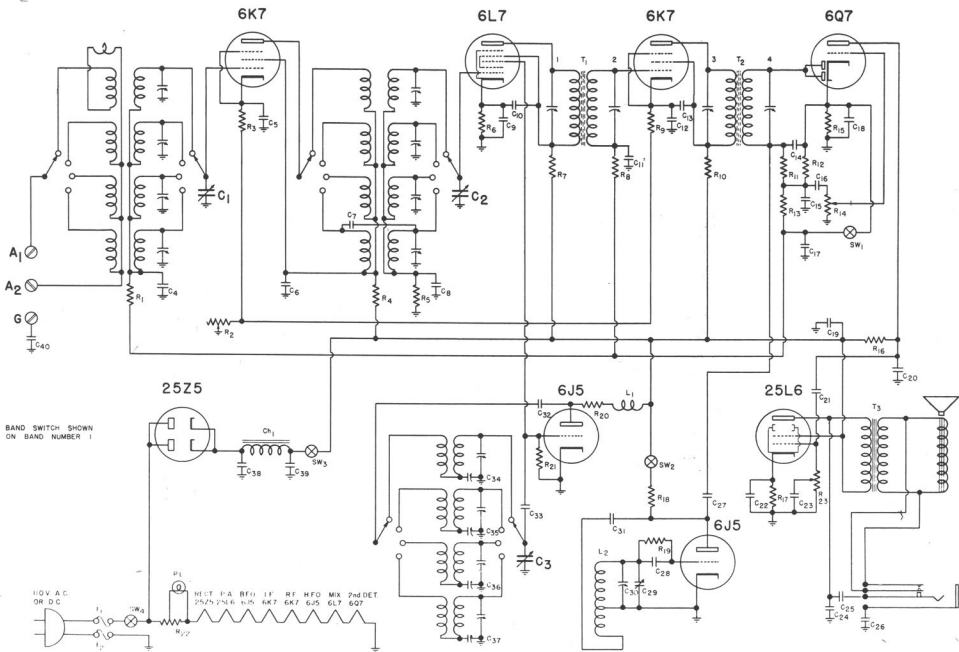 6K7
6L7
6K7
6Q7
1
T1
2
3
T2
4
C1
R3
C5
C2
C7
R6
C9
C10
R7
C11
R8
R9
C12
C13
R10
C14
R11
R12
R15
C18
C16
C15
R13
R14
C17
SW1
A1
A2
G
C40
R1
C4
C6
R4
R5
C8
R2
C19
R16
C20
25Z5
BAND SWITCH SHOWN
ON BAND NUMBER 1
Ch1
C38
C39
SW3
C32
6J5
R20
L1
R21
C33
SW2
R18
C27
C31
25L6
C21
T3
C22
R17
C23
R23
C34
C35
C36
C37
C3
L2
R19
C28
C30
C29
6J5
C25
C24
C26
110V. A.C.
OR D.C.
SW4
P.L.
R22
RECT P.A. BFO I.F. R.F. H.F.O. MIX 2nd DET.
25Z5 25L6 6J5 6K7 6K7 6J5 6L7 6Q7